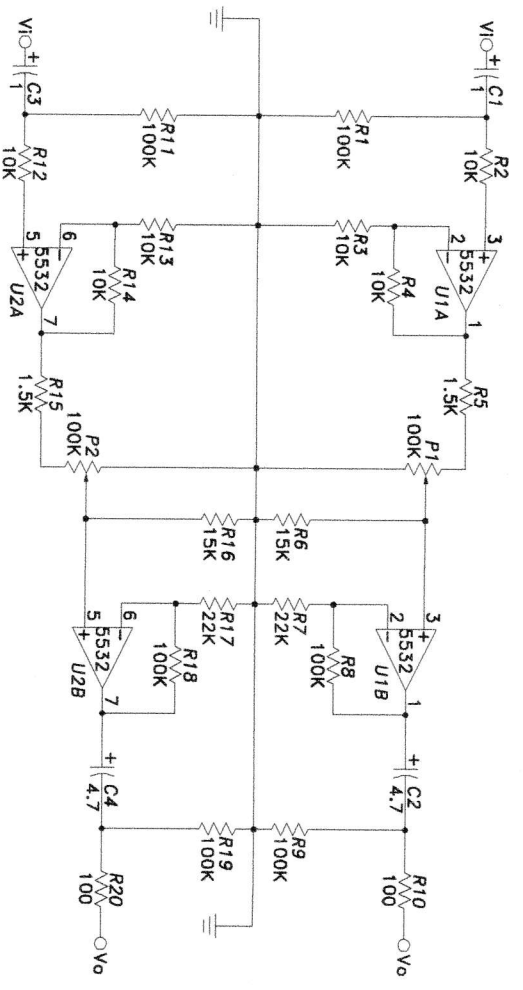 Vi
+
C1
1
R2
10K
R1
100K
3
+
2
−
5532
U1A
1
R3
10K
R4
10K
R5
1.5K
P1
100K
R6
15K
3
+
2
−
5532
U1B
1
R7
22K
R8
100K
+
C2
4.7
R9
100K
R10
100
Vo
Vi
+
C3
1
R12
10K
R11
100K
6
−
5
+
5532
U2A
7
R13
10K
R14
10K
R15
1.5K
P2
100K
R16
15K
6
−
5
+
5532
U2B
7
R17
22K
R18
100K
+
C4
4.7
R19
100K
R20
100
Vo